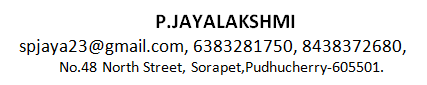 P.JAYALAKSHMI
spjaya23@gmail.com, 6383281750, 8438372680,
No.48 North Street, Sorapet,Pudhucherry-605501.